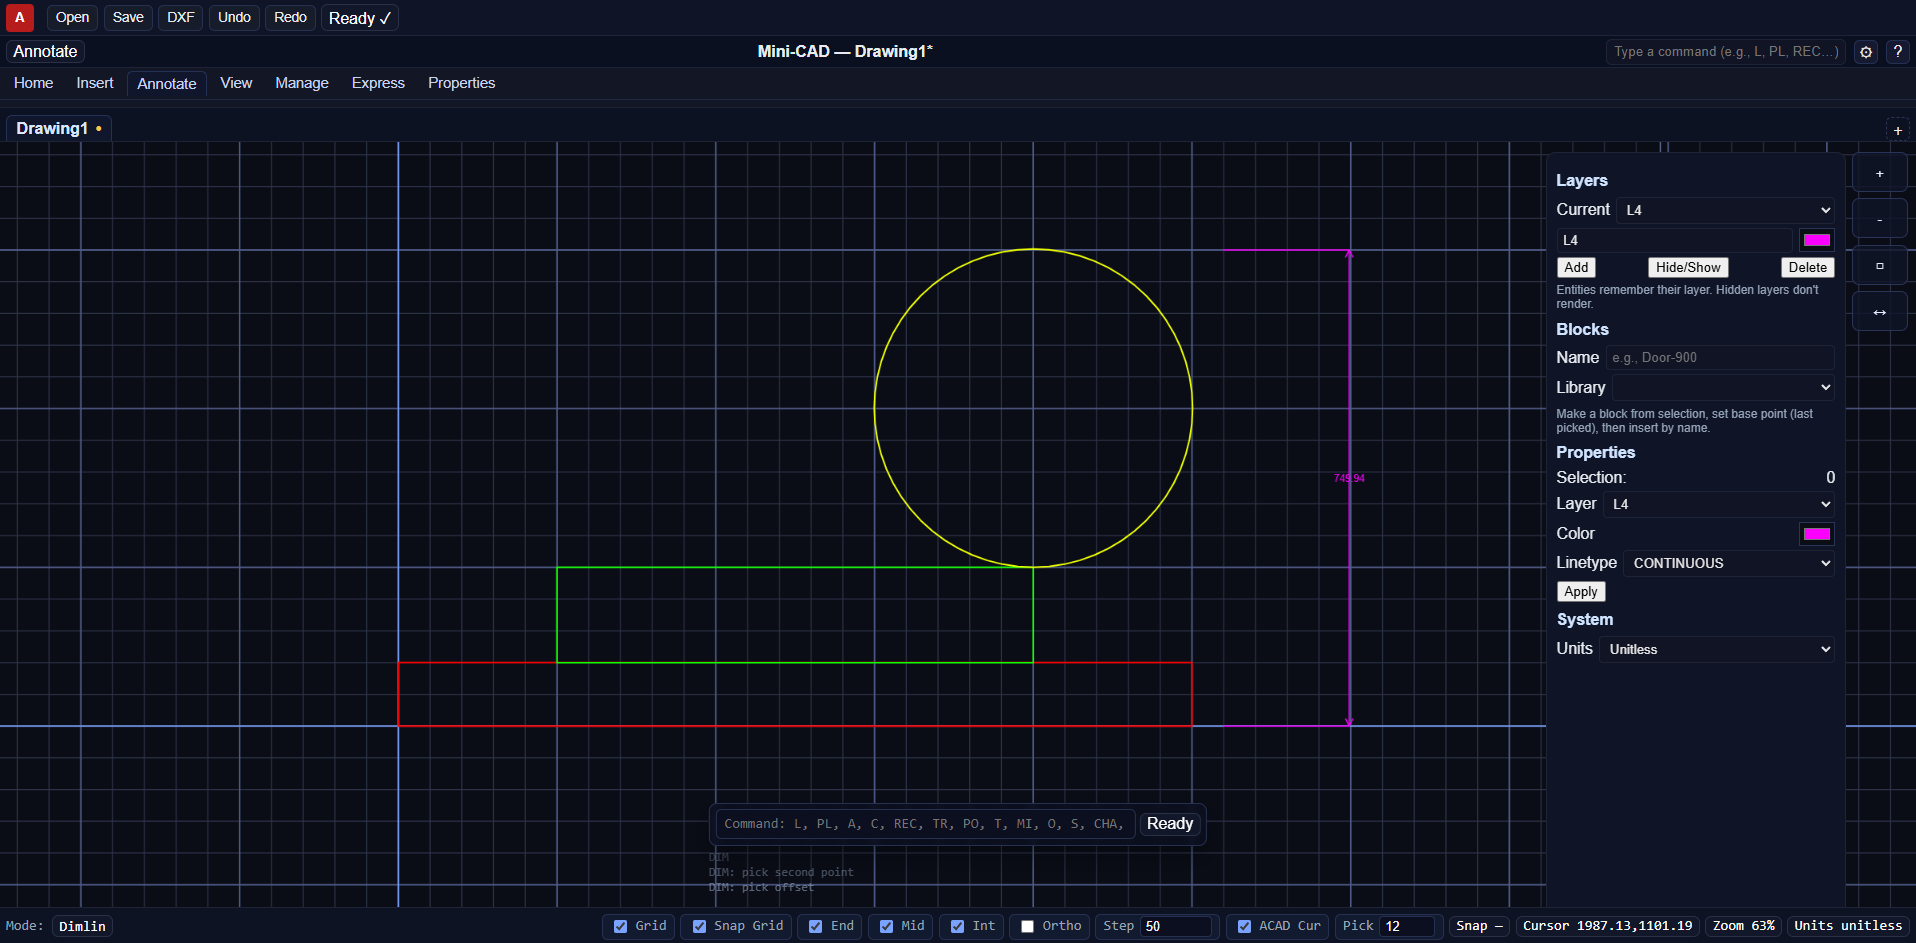 A Open Save DXF Undo Redo Ready ✓
Annotate Mini-CAD — Drawing1* Type a command (e.g., L, PL, REC...) ?
Home Insert Annotate View Manage Express Properties
Drawing1 • +
Layers
Current L4
L4
Add Hide/Show Delete
Entities remember their layer. Hidden layers don't
render.
Blocks
Name e.g., Door-900
Library
Make a block from selection, set base point (last
picked), then insert by name.
Properties
Selection: 0
Layer L4
Color
Linetype CONTINUOUS
Apply
System
Units Unitless
+
-
↔
749.94
Command: L, PL, A, C, REC, TR, PO, T, MI, O, S, CHA, Ready
DIM
DIM: pick second point
DIM: pick offset
Mode: Dimlin Grid Snap Grid End Mid Int Ortho Step 50 ACAD Cur Pick 12 Snap — Cursor 1987.13,1101.19 Zoom 63% Units unitless